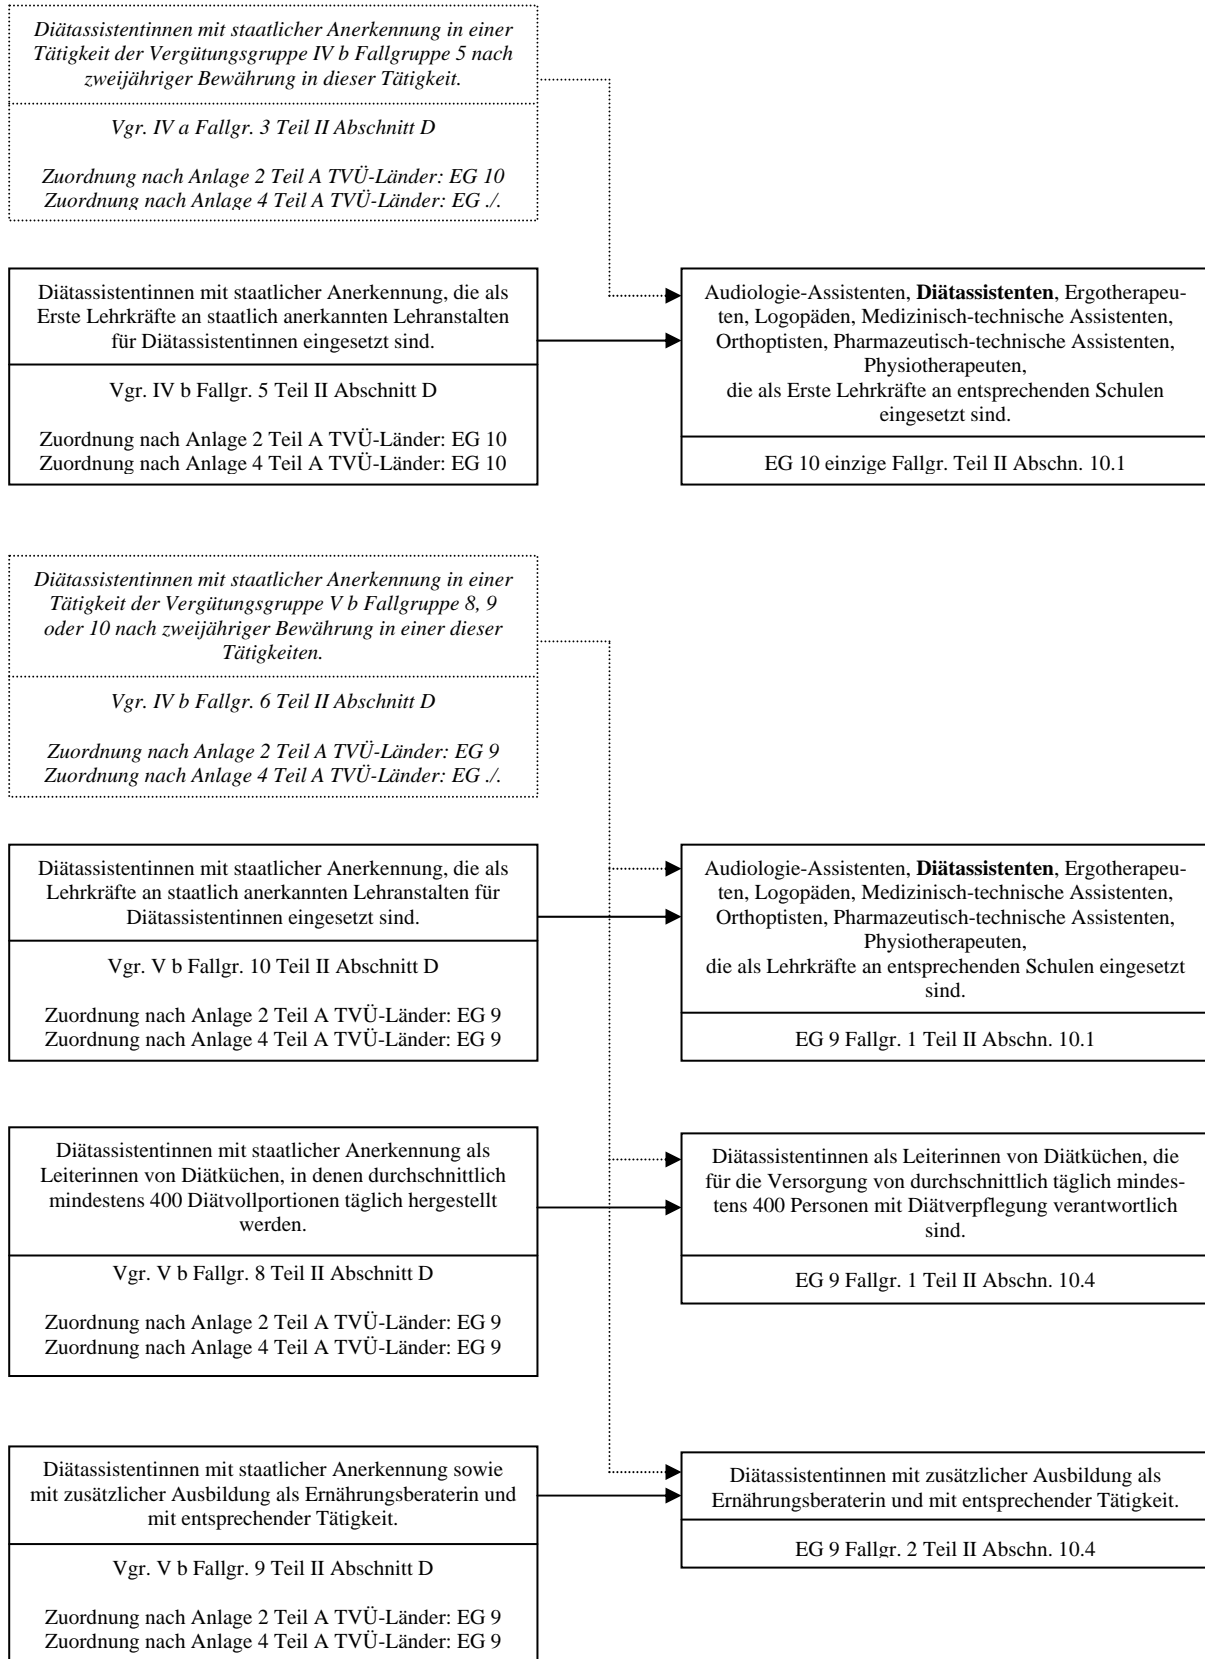 Diätassistentinnen mit staatlicher Anerkennung in einer
Tätigkeit der Vergütungsgruppe IV b Fallgruppe 5 nach
zweijähriger Bewährung in dieser Tätigkeit.
Vgr. IV a Fallgr. 3 Teil II Abschnitt D
Zuordnung nach Anlage 2 Teil A TVÜ-Länder: EG 10
Zuordnung nach Anlage 4 Teil A TVÜ-Länder: EG ./.
Diätassistentinnen mit staatlicher Anerkennung, die als
Erste Lehrkräfte an staatlich anerkannten Lehranstalten
für Diätassistentinnen eingesetzt sind.
Vgr. IV b Fallgr. 5 Teil II Abschnitt D
Zuordnung nach Anlage 2 Teil A TVÜ-Länder: EG 10
Zuordnung nach Anlage 4 Teil A TVÜ-Länder: EG 10
Audiologie-Assistenten, Diätassistenten, Ergotherapeu-
ten, Logopäden, Medizinisch-technische Assistenten,
Orthoptisten, Pharmazeutisch-technische Assistenten,
Physiotherapeuten,
die als Erste Lehrkräfte an entsprechenden Schulen
eingesetzt sind.
EG 10 einzige Fallgr. Teil II Abschn. 10.1
Diätassistentinnen mit staatlicher Anerkennung in einer
Tätigkeit der Vergütungsgruppe V b Fallgruppe 8, 9
oder 10 nach zweijähriger Bewährung in einer dieser
Tätigkeiten.
Vgr. IV b Fallgr. 6 Teil II Abschnitt D
Zuordnung nach Anlage 2 Teil A TVÜ-Länder: EG 9
Zuordnung nach Anlage 4 Teil A TVÜ-Länder: EG ./.
Diätassistentinnen mit staatlicher Anerkennung, die als
Lehrkräfte an staatlich anerkannten Lehranstalten für
Diätassistentinnen eingesetzt sind.
Vgr. V b Fallgr. 10 Teil II Abschnitt D
Zuordnung nach Anlage 2 Teil A TVÜ-Länder: EG 9
Zuordnung nach Anlage 4 Teil A TVÜ-Länder: EG 9
Audiologie-Assistenten, Diätassistenten, Ergotherapeu-
ten, Logopäden, Medizinisch-technische Assistenten,
Orthoptisten, Pharmazeutisch-technische Assistenten,
Physiotherapeuten,
die als Lehrkräfte an entsprechenden Schulen eingesetzt
sind.
EG 9 Fallgr. 1 Teil II Abschn. 10.1
Diätassistentinnen mit staatlicher Anerkennung als
Leiterinnen von Diätküchen, in denen durchschnittlich
mindestens 400 Diätvollportionen täglich hergestellt
werden.
Vgr. V b Fallgr. 8 Teil II Abschnitt D
Zuordnung nach Anlage 2 Teil A TVÜ-Länder: EG 9
Zuordnung nach Anlage 4 Teil A TVÜ-Länder: EG 9
Diätassistentinnen als Leiterinnen von Diätküchen, die
für die Versorgung von durchschnittlich täglich mindes-
tens 400 Personen mit Diätverpflegung verantwortlich
sind.
EG 9 Fallgr. 1 Teil II Abschn. 10.4
Diätassistentinnen mit staatlicher Anerkennung sowie
mit zusätzlicher Ausbildung als Ernährungsberaterin und
mit entsprechender Tätigkeit.
Vgr. V b Fallgr. 9 Teil II Abschnitt D
Zuordnung nach Anlage 2 Teil A TVÜ-Länder: EG 9
Zuordnung nach Anlage 4 Teil A TVÜ-Länder: EG 9
Diätassistentinnen mit zusätzlicher Ausbildung als
Ernährungsberaterin und mit entsprechender Tätigkeit.
EG 9 Fallgr. 2 Teil II Abschn. 10.4